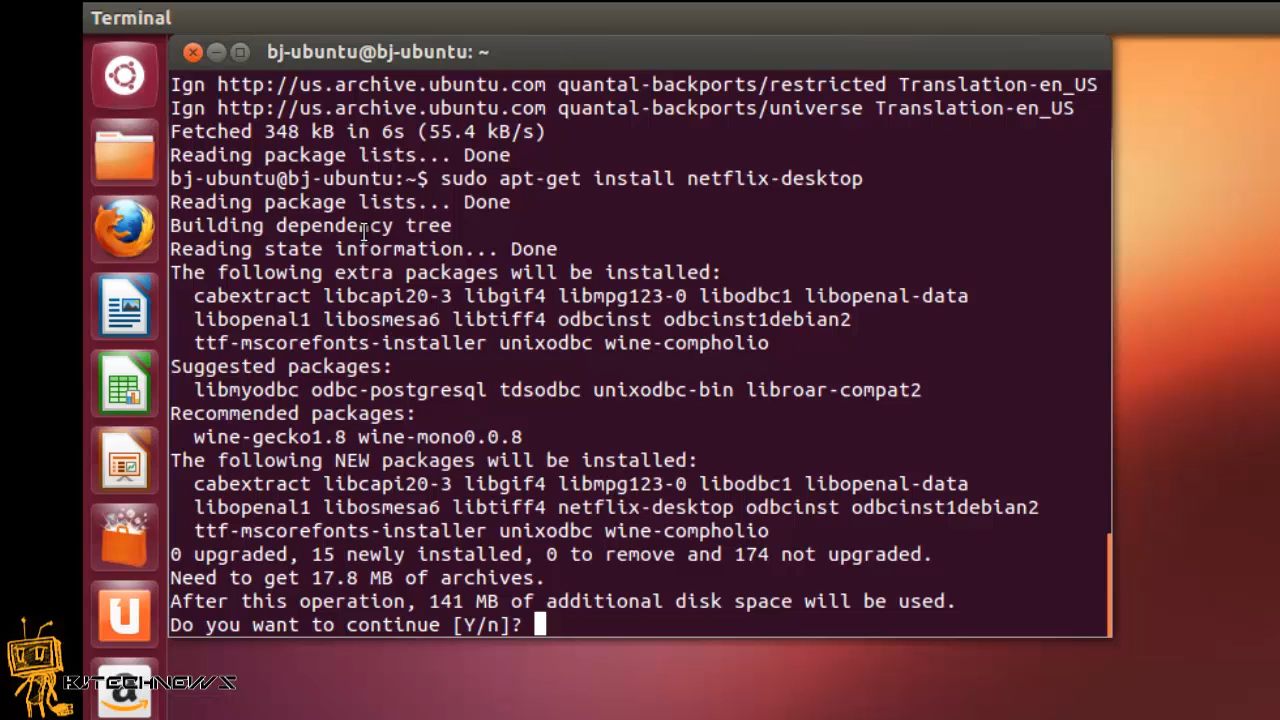 Terminal
bj-ubuntu@bj-ubuntu: ~
Ign http://us.archive.ubuntu.com quantal-backports/restricted Translation-en_US
Ign http://us.archive.ubuntu.com quantal-backports/universe Translation-en_US
Fetched 348 kB in 6s (55.4 kB/s)
Reading package lists... Done
bj-ubuntu@bj-ubuntu:~$ sudo apt-get install netflix-desktop
Reading package lists... Done
Building dependency tree
Reading state information... Done
The following extra packages will be installed:
  cabextract libcapi20-3 libgif4 libmpg123-0 libodbc1 libopenal-data
  libopenal1 libosmesa6 libtiff4 odbcinst odbcinst1debian2
  ttf-mscorefonts-installer unixodbc wine-compholio
Suggested packages:
  libmyodbc odbc-postgresql tdsodbc unixodbc-bin libroar-compat2
Recommended packages:
  wine-gecko1.8 wine-mono0.0.8
The following NEW packages will be installed:
  cabextract libcapi20-3 libgif4 libmpg123-0 libodbc1 libopenal-data
  libopenal1 libosmesa6 libtiff4 netflix-desktop odbcinst odbcinst1debian2
  ttf-mscorefonts-installer unixodbc wine-compholio
0 upgraded, 15 newly installed, 0 to remove and 174 not upgraded.
Need to get 17.8 MB of archives.
After this operation, 141 MB of additional disk space will be used.
Do you want to continue [Y/n]?
BJTECHNEWS